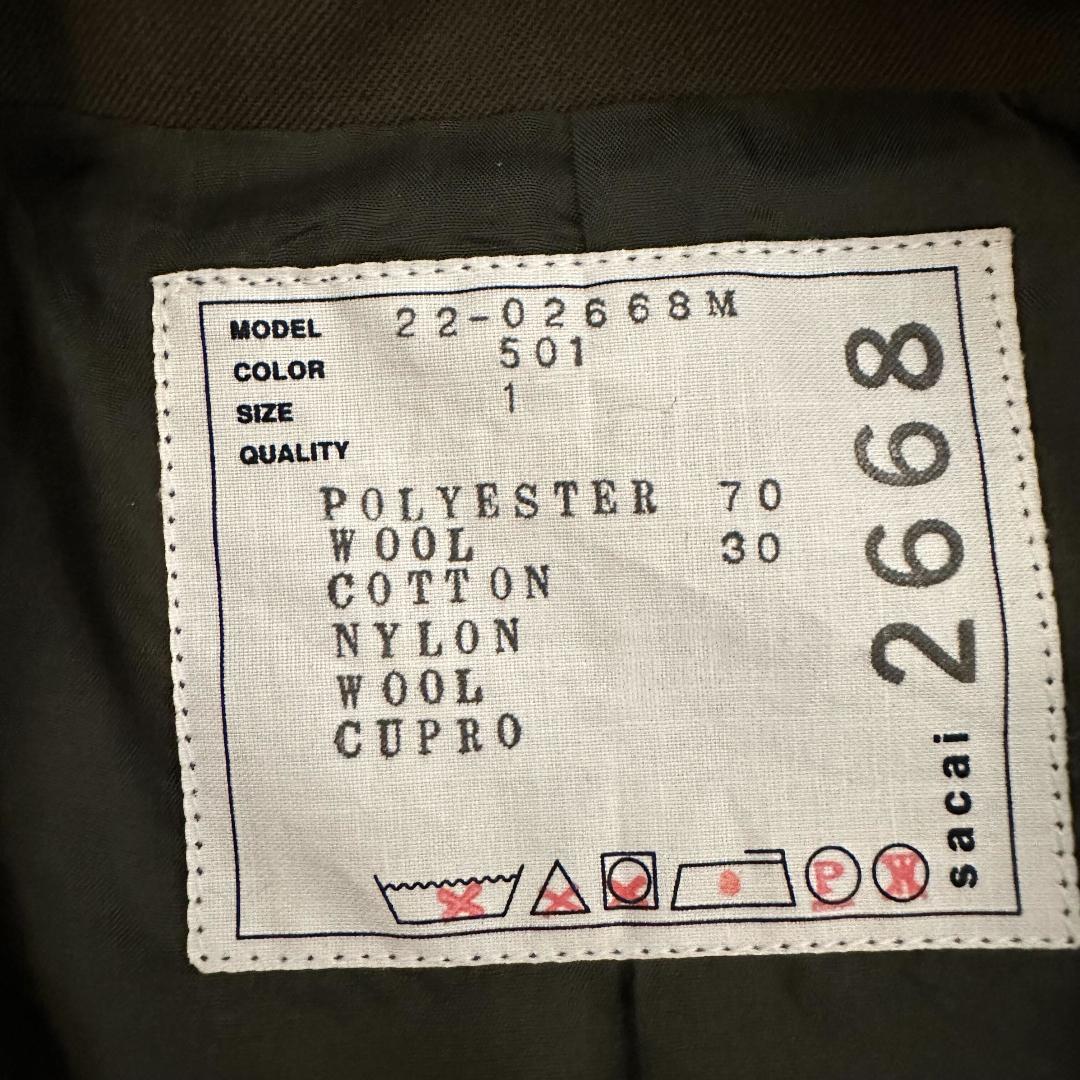 MODEL 22-02668M
COLOR 501
SIZE 1
QUALITY
POLYESTER 70
WOOL 30
COTTON
NYLON
WOOL
CUPRO
P W
sacai 2668